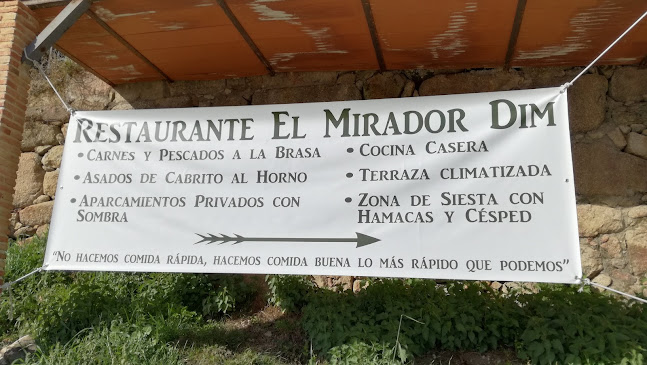 RESTAURANTE EL MIRADOR DIM
• CARNES Y PESCADOS A LA BRASA
• ASADOS DE CABRITO AL HORNO
• APARCAMIENTOS PRIVADOS CON
SOMBRA
• COCINA CASERA
• TERRAZA CLIMATIZADA
• ZONA DE SIESTA CON
HAMACAS Y CÉSPED
"NO HACEMOS COMIDA RÁPIDA, HACEMOS COMIDA BUENA LO MÁS RÁPIDO QUE PODEMOS"